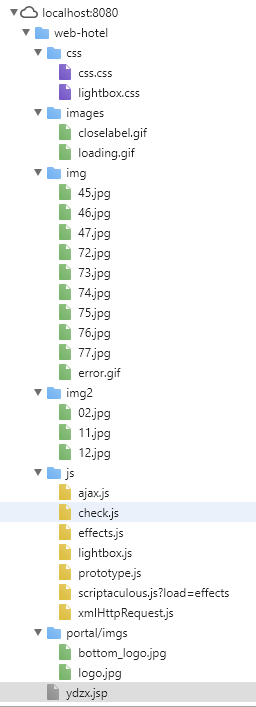 localhost:8080
web-hotel
css
css.css
lightbox.css
images
closelabel.gif
loading.gif
img
45.jpg
46.jpg
47.jpg
72.jpg
73.jpg
74.jpg
75.jpg
76.jpg
77.jpg
error.gif
img2
02.jpg
11.jpg
12.jpg
js
ajax.js
check.js
effects.js
lightbox.js
prototype.js
scriptaculous.js?load=effects
xmlHttpRequest.js
portal/imgs
bottom_logo.jpg
logo.jpg
ydzx.jsp